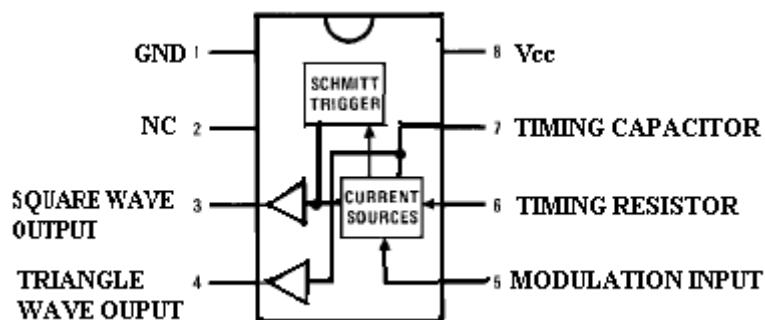 GND 1
8 Vcc
SCHMITT
TRIGGER
NC 2
7 TIMING CAPACITOR
SQUARE WAVE
OUTPUT
3
CURRENT
SOURCES
6 TIMING RESISTOR
TRIANGLE
WAVE OUPUT
4
5 MODULATION INPUT